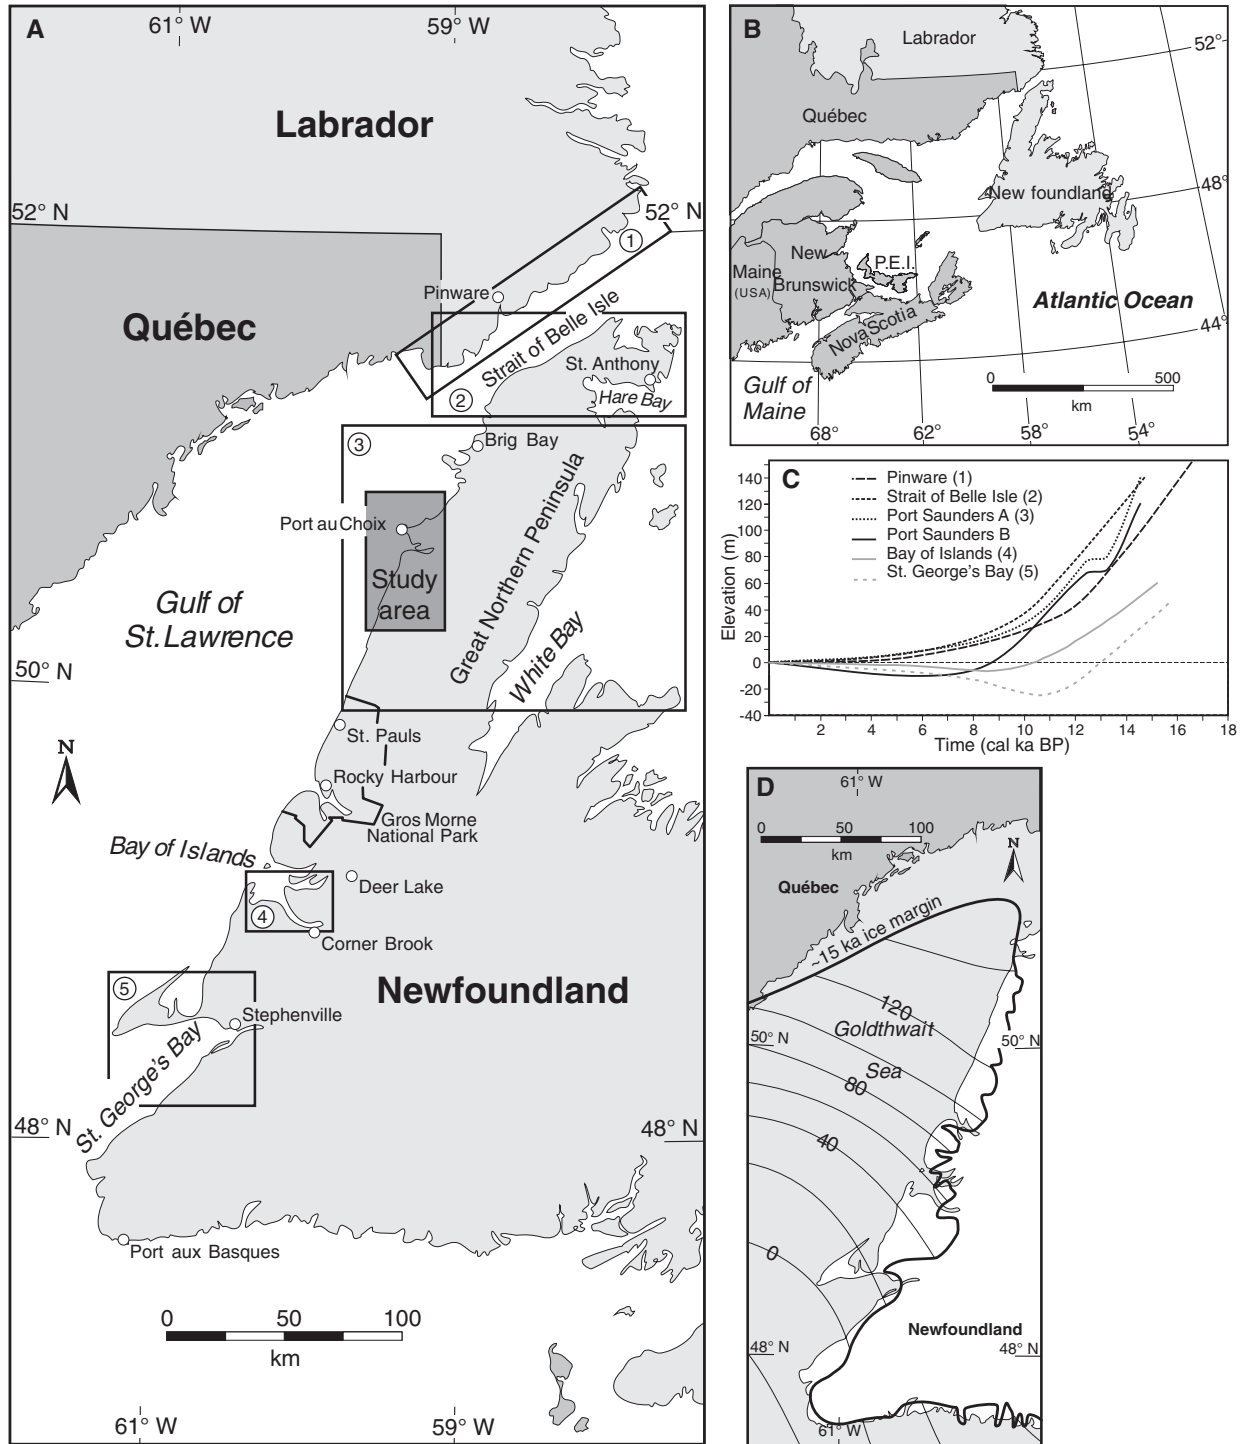 A
61° W
59° W
Labrador
52° N
52° N
1
Pinware
Québec
Strait of Belle Isle
St. Anthony
2
Hare Bay
3
Brig Bay
Port au Choix
Study
area
Great Northern Peninsula
Gulf of
St. Lawrence
White Bay
50° N
St. Pauls
N
Rocky Harbour
Gros Morne
National Park
Bay of Islands
Deer Lake
4
Corner Brook
5
Newfoundland
Stephenville
St. George's Bay
48° N
48° N
Port aux Basques
0 50 100
km
61° W
59° W
B
Labrador
52°
Québec
48°
New foundland
New
Brunswick
Maine
(USA)
P.E.I.
Nova Scotia
Atlantic Ocean
44°
Gulf of
Maine
0 500
km
68° 62° 58° 54°
C
Pinware (1)
Strait of Belle Isle (2)
Port Saunders A (3)
Port Saunders B
Bay of Islands (4)
St. George's Bay (5)
Elevation (m)
140
120
100
80
60
40
20
0
-20
-40
2 4 6 8 10 12 14 16 18
Time (cal ka BP)
D
61° W
0 50 100
km
N
Québec
~15 ka ice margin
120
Goldthwait
Sea
50° N
50° N
80
40
0
Newfoundland
48° N
48° N
61° W